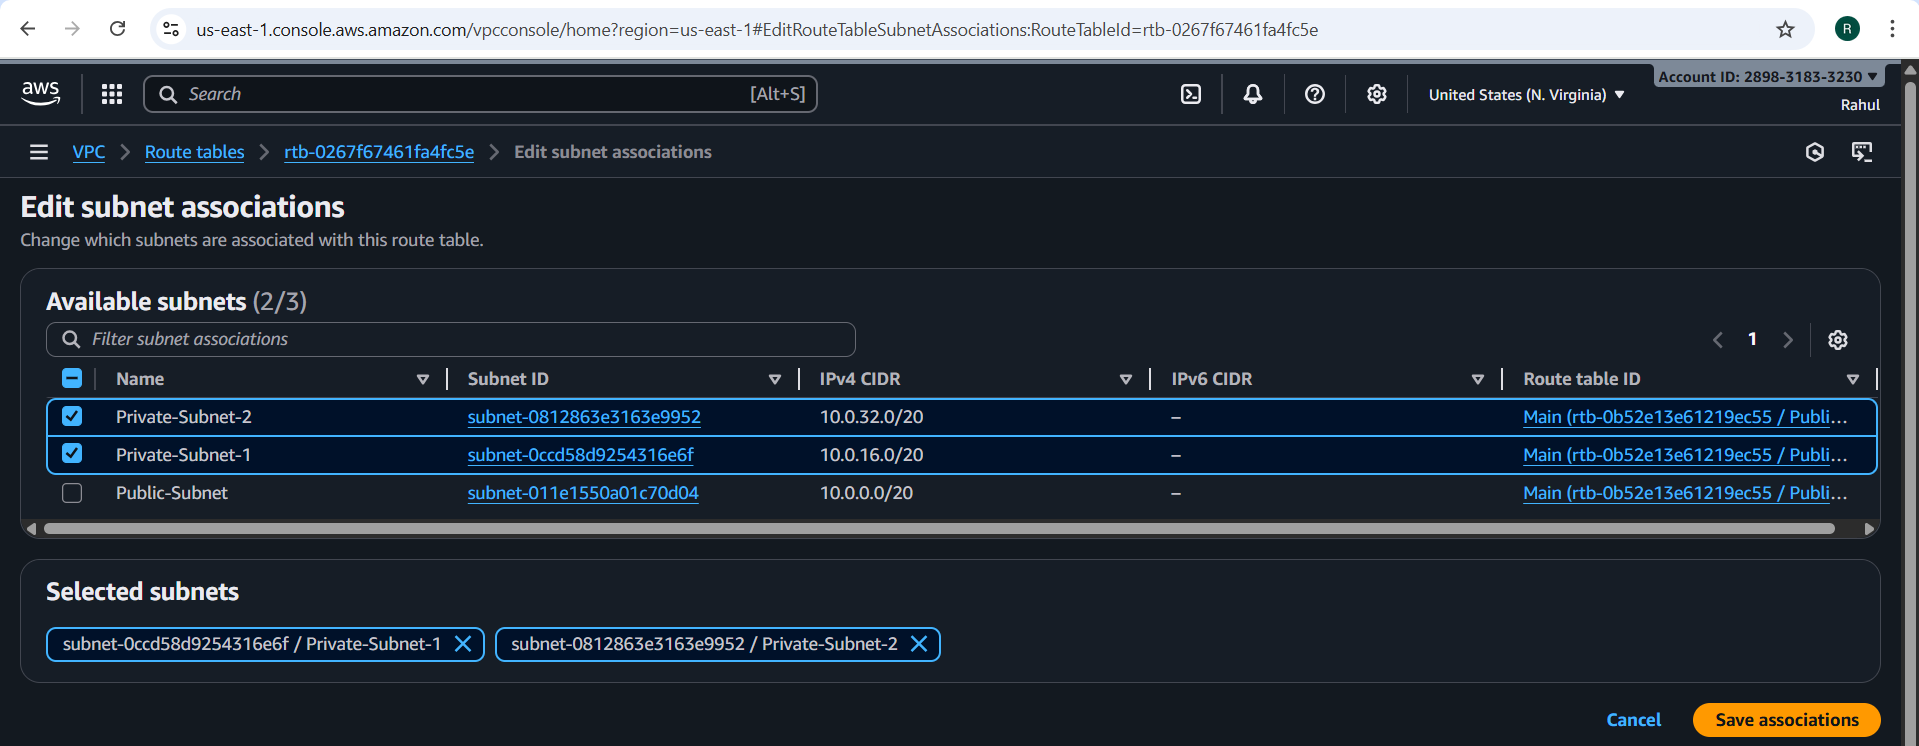 us-east-1.console.aws.amazon.com/vpcconsole/home?region=us-east-1#EditRouteTableSubnetAssociations:RouteTableId=rtb-0267f67461fa4fc5e
R
aws
Search
[Alt+S]
United States (N. Virginia)
Account ID: 2898-3183-3230
Rahul
VPC
Route tables
rtb-0267f67461fa4fc5e
Edit subnet associations
Edit subnet associations
Change which subnets are associated with this route table.
Available subnets (2/3)
Filter subnet associations
1
Name Subnet ID IPv4 CIDR IPv6 CIDR Route table ID
Private-Subnet-2 subnet-0812863e3163e9952 10.0.32.0/20 – Main (rtb-0b52e13e61219ec55 / Publi...
Private-Subnet-1 subnet-0ccd58d9254316e6f 10.0.16.0/20 – Main (rtb-0b52e13e61219ec55 / Publi...
Public-Subnet subnet-011e1550a01c70d04 10.0.0.0/20 – Main (rtb-0b52e13e61219ec55 / Publi...
Selected subnets
subnet-0ccd58d9254316e6f / Private-Subnet-1 subnet-0812863e3163e9952 / Private-Subnet-2
Cancel Save associations